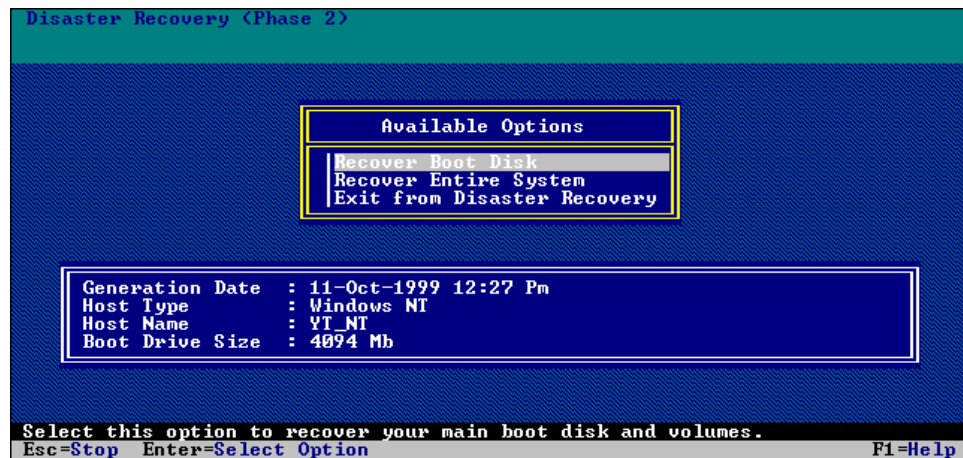 Disaster Recovery (Phase 2)
Available Options
Recover Boot Disk
Recover Entire System
Exit from Disaster Recovery
Generation Date : 11-Oct-1999 12:27 Pm
Host Type : Windows NT
Host Name : YT_NT
Boot Drive Size : 4094 Mb
Select this option to recover your main boot disk and volumes.
Esc=Stop Enter=Select Option F1=Help